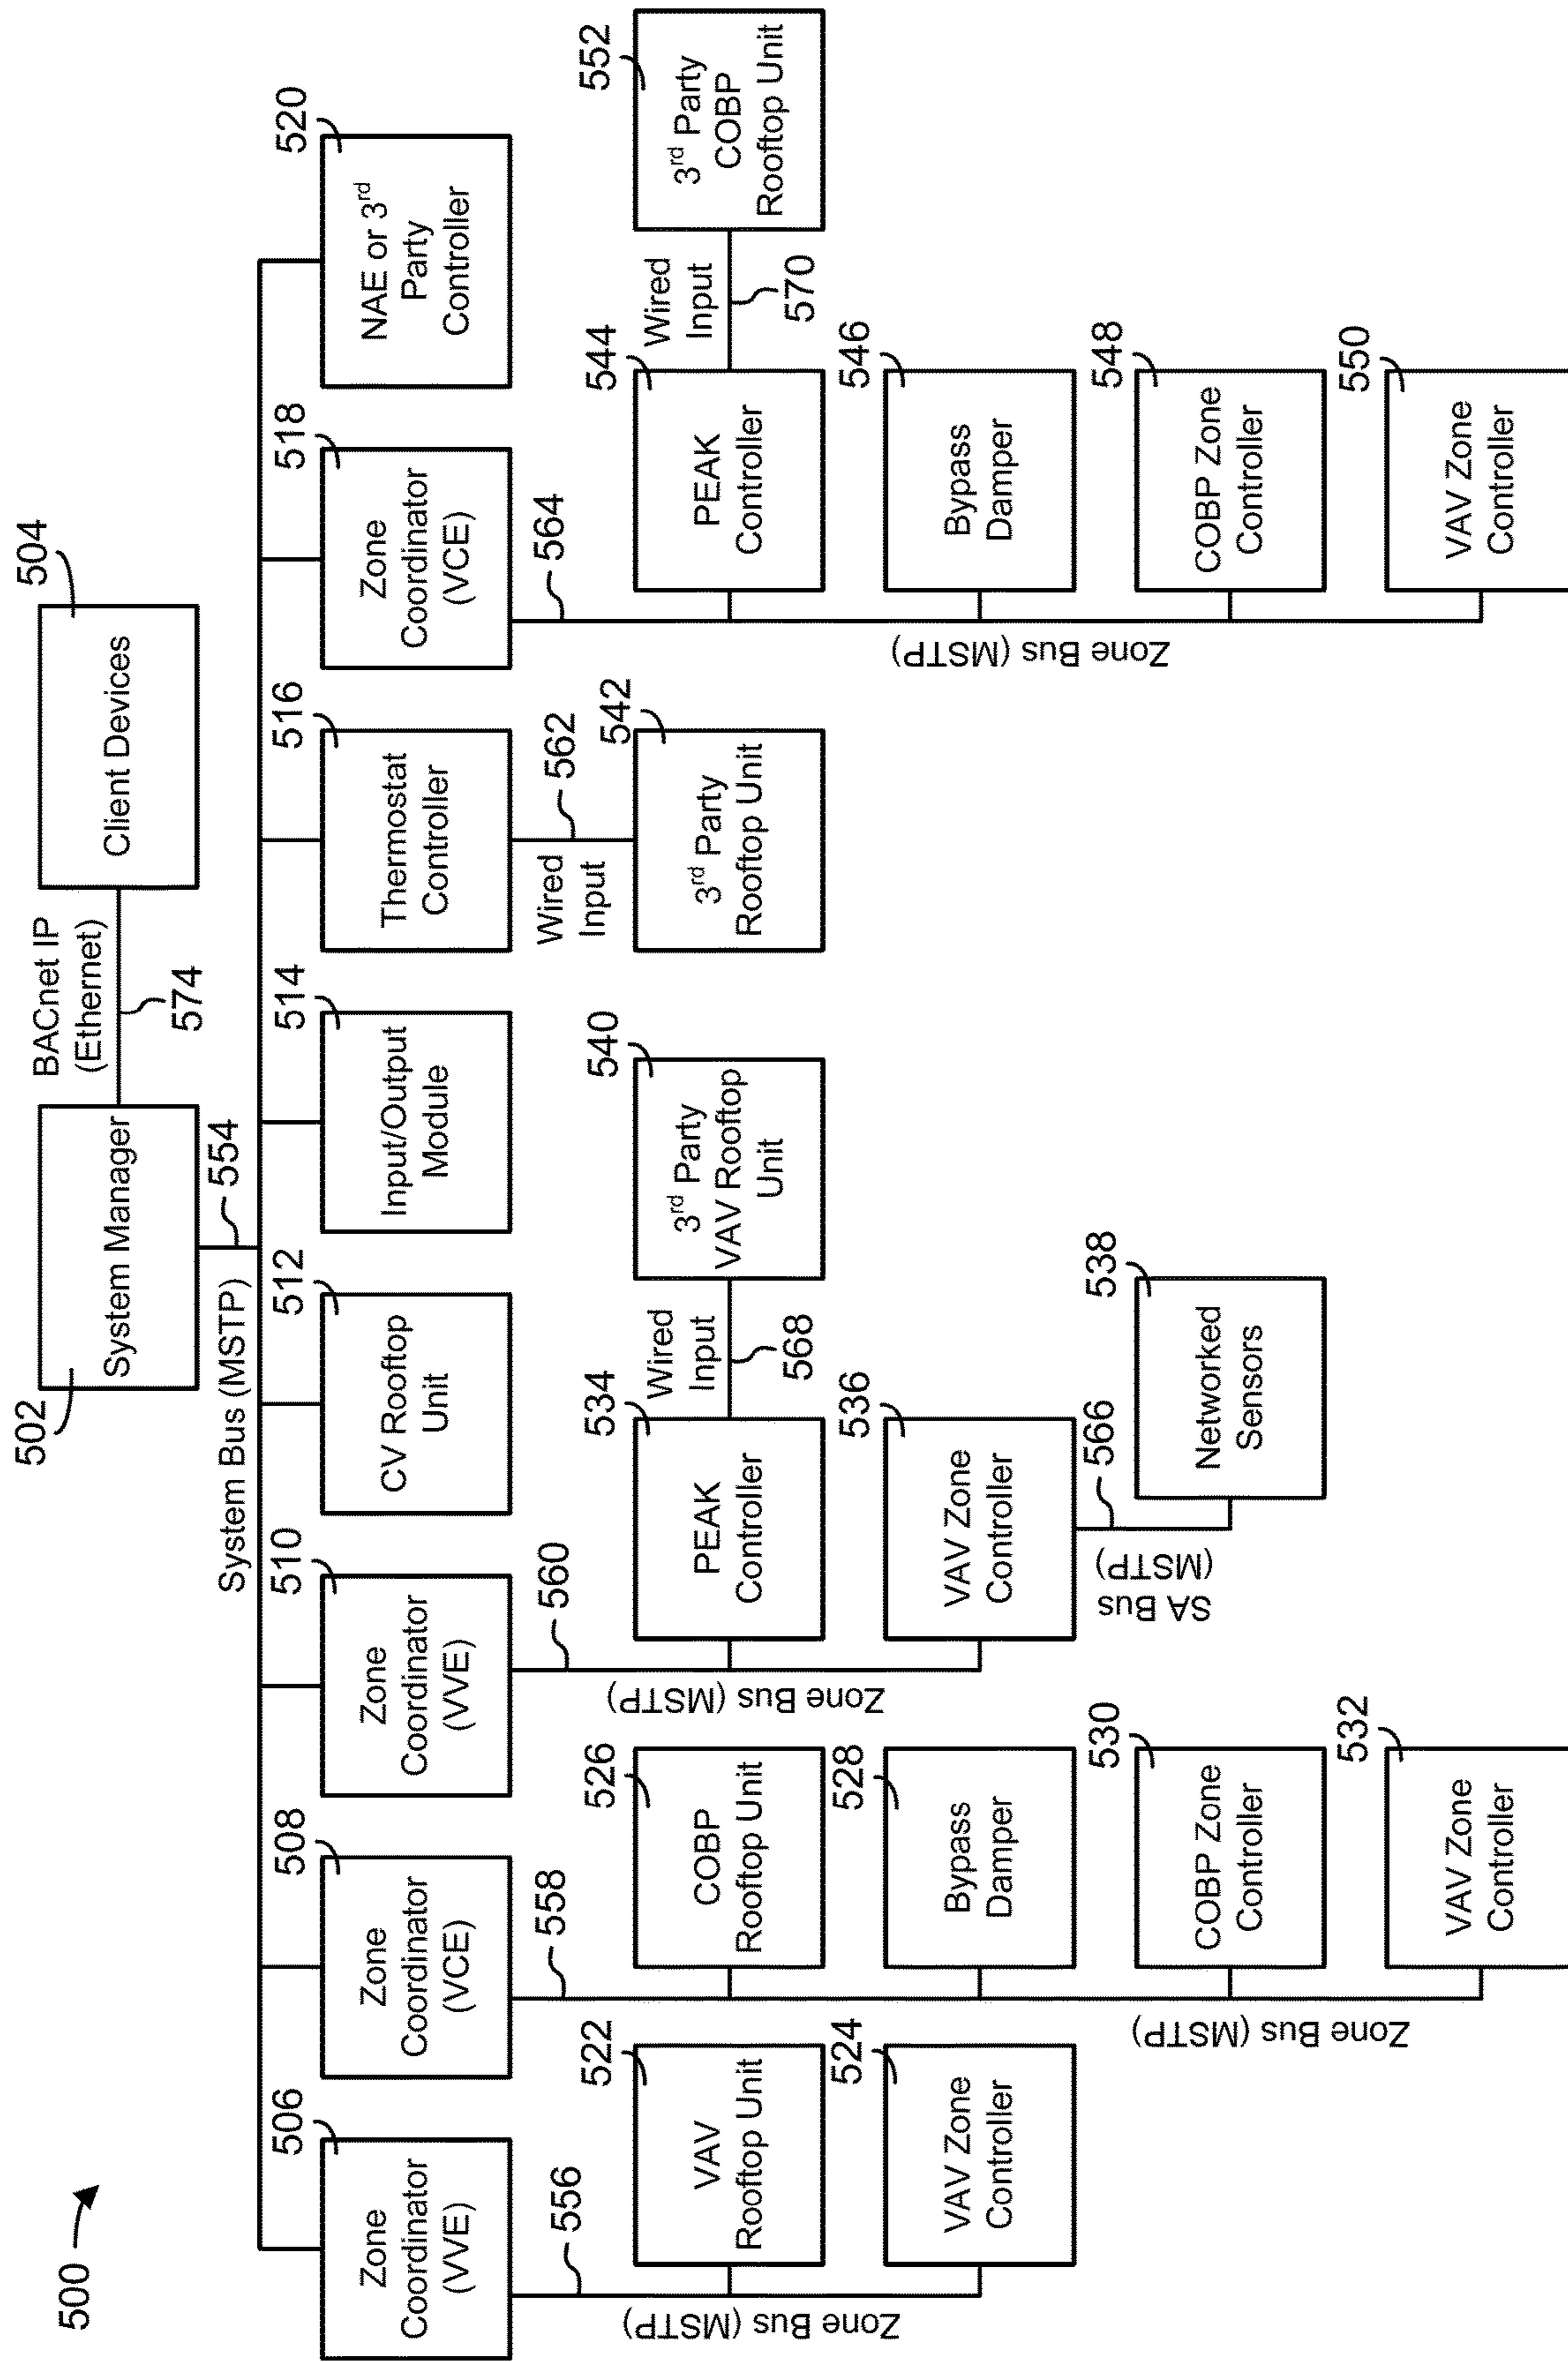 500
502
System Manager
BACnet IP
(Ethernet)
574
504
Client Devices
554
System Bus (MSTP)
506
Zone
Coordinator
(VVE)
508
Zone
Coordinator
(VCE)
510
Zone
Coordinator
(VVE)
512
CV Rooftop
Unit
514
Input/Output
Module
516
Thermostat
Controller
518
Zone
Coordinator
(VCE)
520
NAE or 3rd
Party
Controller
556
Zone Bus (MSTP)
522
VAV
Rooftop Unit
524
VAV Zone
Controller
558
Zone Bus (MSTP)
526
COBP
Rooftop Unit
528
Bypass
Damper
530
COBP Zone
Controller
532
VAV Zone
Controller
560
Zone Bus (MSTP)
534
PEAK
Controller
Wired
Input
568
540
3rd Party
VAV Rooftop
Unit
536
VAV Zone
Controller
566
SA Bus
(MSTP)
538
Networked
Sensors
562
Wired
Input
542
3rd Party
Rooftop Unit
564
Zone Bus (MSTP)
544
PEAK
Controller
Wired
Input
570
552
3rd Party
COBP
Rooftop Unit
546
Bypass
Damper
548
COBP Zone
Controller
550
VAV Zone
Controller